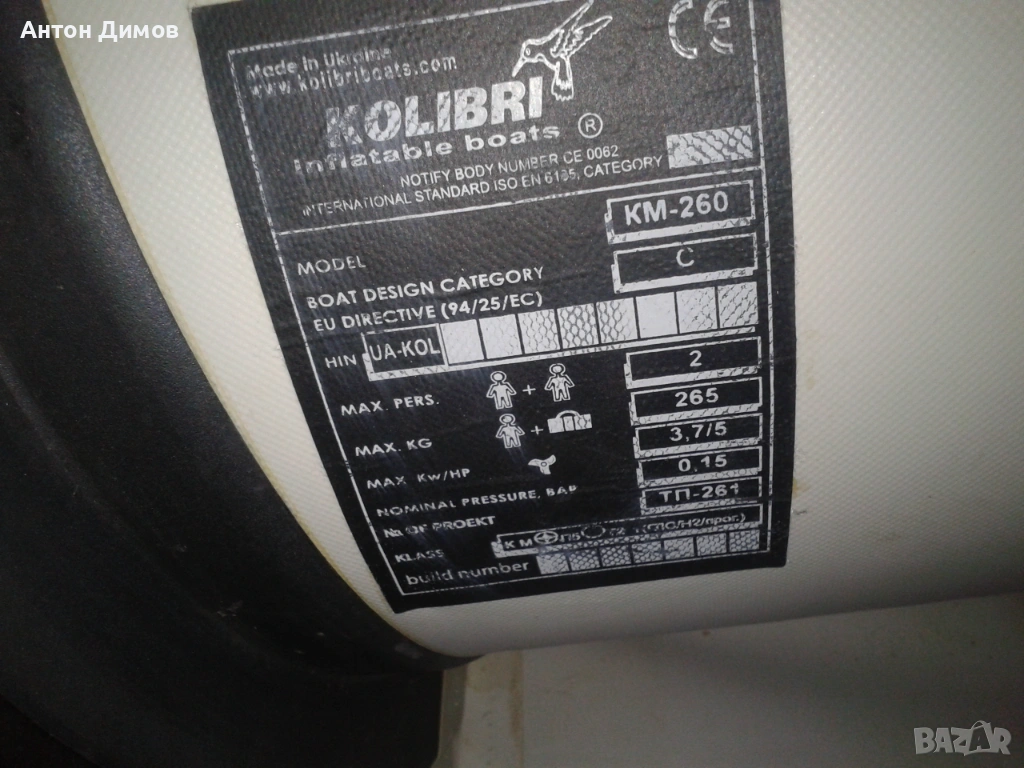 Антон Димов
Made in Ukraine
www.kolibriboats.com
KOLIBRI
inflatable boats ®
CE
NOTIFY BODY NUMBER CE 0062
INTERNATIONAL STANDARD ISO EN 6185, CATEGORY
MODEL KM-260
BOAT DESIGN CATEGORY C
EU DIRECTIVE (94/25/EC)
HIN UA-KOL
MAX. PERS. + 2
MAX. KG + 265
MAX. Kw/HP 3,7/5
NOMINAL PRESSURE, BAR 0,15
№ OF PROEKT ТП-261
KLASS КМ
build number
BAZAR